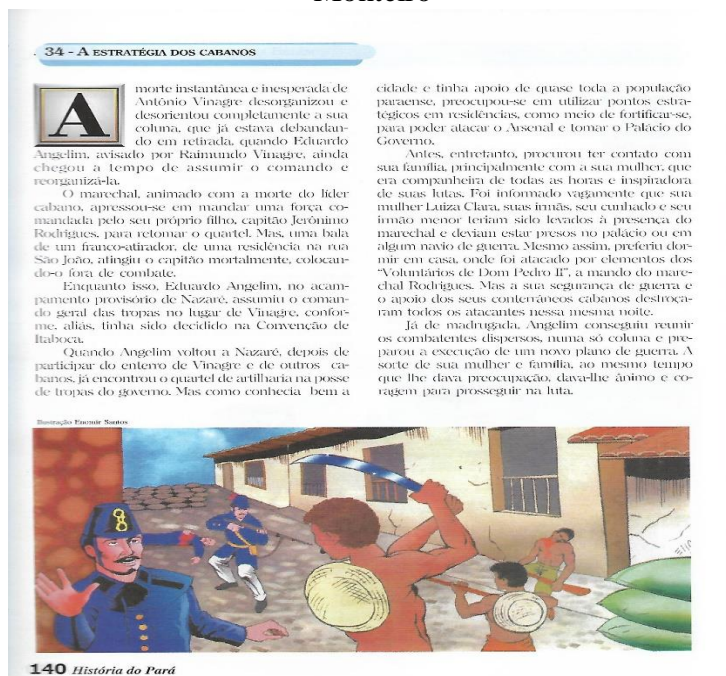 Monteiro
34 - A ESTRATÉGIA DOS CABANOS
A morte instantânea e inesperada de
Antônio Vinagre desorganizou e
desorientou completamente a sua
coluna, que já estava debandan-
do em retirada, quando Eduardo
Angelim, avisado por Raimundo Vinagre, ainda
chegou a tempo de assumir o comando e
reorganizá-la.
O marechal, animado com a morte do líder
cabano, apressou-se em mandar uma força co-
mandada pelo seu próprio filho, capitão Jerônimo
Rodrigues, para retomar o quartel. Mas, uma bala
de um franco-atirador, de uma residência na rua
São João, atingiu o capitão mortalmente, colocan-
do-o fora de combate.
Enquanto isso, Eduardo Angelim, no acam-
pamento provisório de Nazaré, assumiu o coman-
do geral das tropas no lugar de Vinagre, confor-
me, aliás, tinha sido decidido na Convenção de
Itaboca.
Quando Angelim voltou a Nazaré, depois de
participar do enterro de Vinagre e de outros ca-
banos, já encontrou o quartel de artilharia na posse
de tropas do governo. Mas como conhecia bem a
cidade e tinha apoio de quase toda a população
paraense, preocupou-se em utilizar pontos estra-
tégicos em residências, como meio de fortificar-se,
para poder atacar o Arsenal e tomar o Palácio do
Governo.
Antes, entretanto, procurou ter contato com
sua família, principalmente com a sua mulher, que
era companheira de todas as horas e inspiradora
de suas lutas. Foi informado vagamente que sua
mulher Luiza Clara, suas irmãs, seu cunhado e seu
irmão menor teriam sido levados à presença do
marechal e deviam estar presos no palácio ou em
algum navio de guerra. Mesmo assim, preferiu dor-
mir em casa, onde foi atacado por elementos dos
"Voluntários de Dom Pedro II", a mando do mare-
chal Rodrigues. Mas a sua segurança de guerra e
o apoio dos seus conterrâneos cabanos destroça-
ram todos os atacantes nessa mesma noite.
Já de madrugada, Angelim conseguiu reunir
os combatentes dispersos, numa só coluna e pre-
parou a execução de um novo plano de guerra. A
sorte de sua mulher e família, ao mesmo tempo
que lhe dava preocupação, dava-lhe ânimo e co-
ragem para prosseguir na luta.
Ilustração Enomir Santos
140 História do Pará